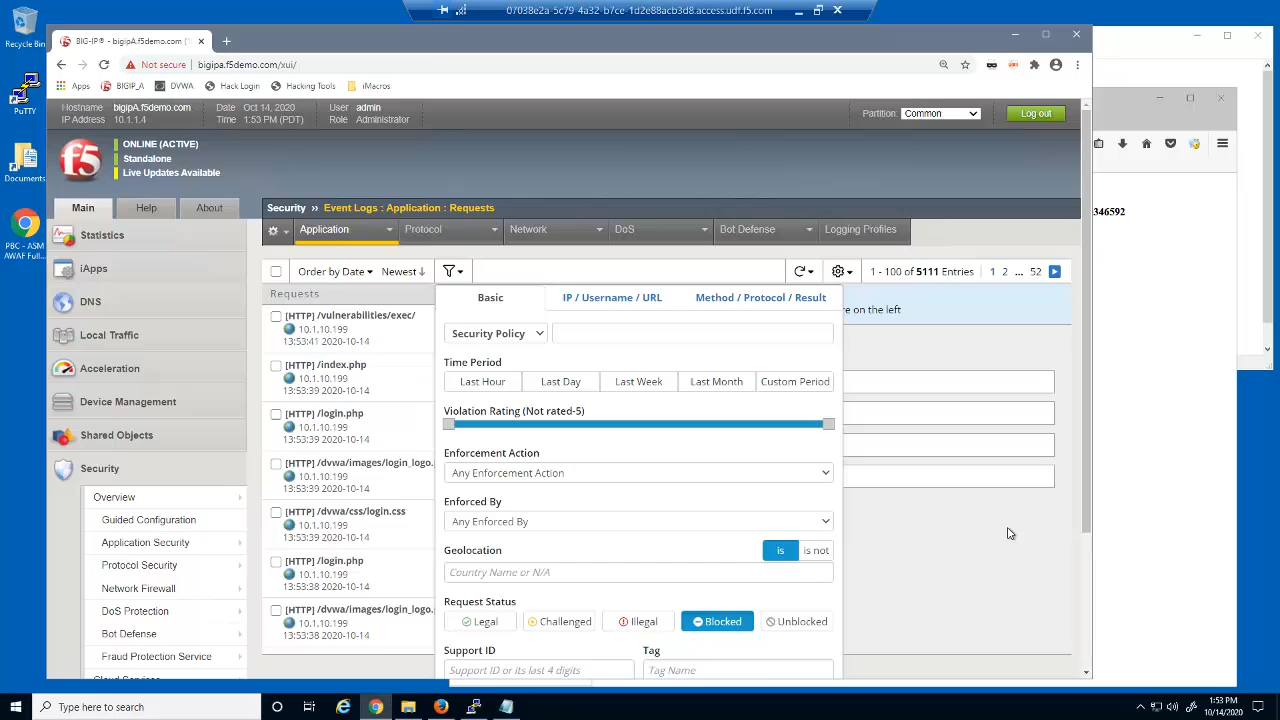 Recycle Bin
PuTTY
Documents
PBC - ASM
AWAF Full...
07038e2a-5c79-4a32-b7ce-1d2e88acb3d8.access.udf.f5.com
BIG-IP® - bigipa.f5demo.com [1
Not secure
bigipa.f5demo.com/xui/
Apps
BIGIP_A
DVWA
Hack Login
Hacking Tools
iMacros
Hostname bigipA.f5demo.com
IP Address 10.1.1.4
Date Oct 14, 2020
Time 1:53 PM (PDT)
User admin
Role Administrator
Partition: Common
Log out
f5
ONLINE (ACTIVE)
Standalone
Live Updates Available
Main
Help
About
Security ›› Event Logs : Application : Requests
Statistics
iApps
DNS
Local Traffic
Acceleration
Device Management
Shared Objects
Security
Overview
Guided Configuration
Application Security
Protocol Security
Network Firewall
DoS Protection
Bot Defense
Fraud Protection Service
Cloud Services
Application
Protocol
Network
DoS
Bot Defense
Logging Profiles
Order by Date
Newest
1 - 100 of 5111 Entries
1 2 ... 52
Requests
[HTTP] /vulnerabilities/exec/
10.1.10.199
13:53:41 2020-10-14
[HTTP] /index.php
10.1.10.199
13:53:39 2020-10-14
[HTTP] /login.php
10.1.10.199
13:53:39 2020-10-14
[HTTP] /dvwa/images/login_logo.
10.1.10.199
13:53:39 2020-10-14
[HTTP] /dvwa/css/login.css
10.1.10.199
13:53:39 2020-10-14
[HTTP] /login.php
10.1.10.199
13:53:38 2020-10-14
[HTTP] /dvwa/images/login_logo.
10.1.10.199
13:53:38 2020-10-14
Basic
IP / Username / URL
Method / Protocol / Result
Security Policy
Time Period
Last Hour
Last Day
Last Week
Last Month
Custom Period
Violation Rating (Not rated-5)
Enforcement Action
Any Enforcement Action
Enforced By
Any Enforced By
Geolocation
is
is not
Country Name or N/A
Request Status
Legal
Challenged
Illegal
Blocked
Unblocked
Support ID
Tag
Support ID or its last 4 digits
Tag Name
re on the left
346592
Type here to search
1:53 PM
10/14/2020